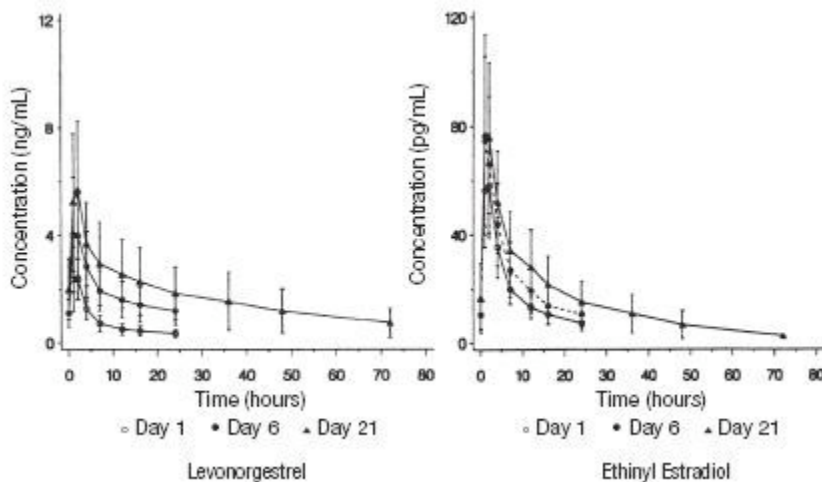 12
8
4
0
Concentration (ng/mL)
0 10 20 30 40 50 60 70 80
Time (hours)
○ Day 1 ● Day 6 ▲ Day 21
Levonorgestrel
120
80
40
0
Concentration (pg/mL)
0 10 20 30 40 50 60 70 80
Time (hours)
○ Day 1 ● Day 6 ▲ Day 21
Ethinyl Estradiol